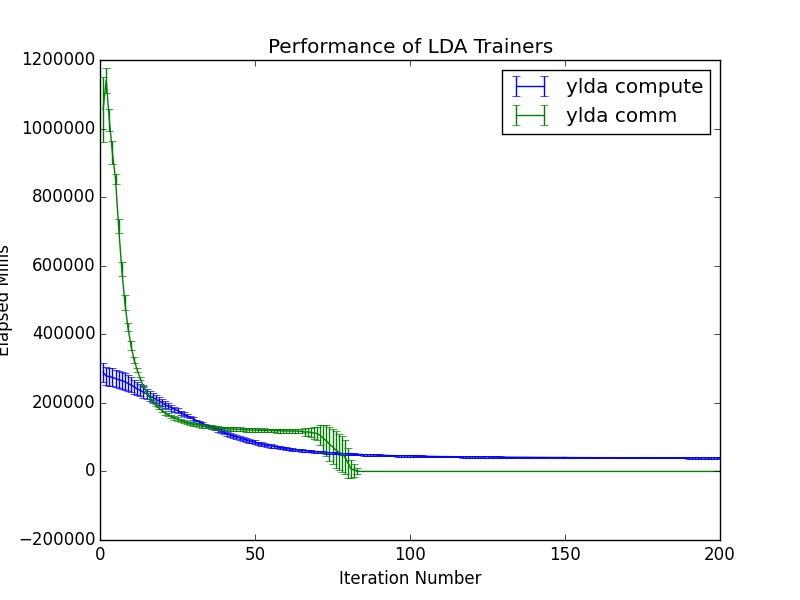 Performance of LDA Trainers
1200000
1000000
800000
600000
400000
200000
0
−200000
Elapsed Millis
ylda compute
ylda comm
0 50 100 150 200
Iteration Number